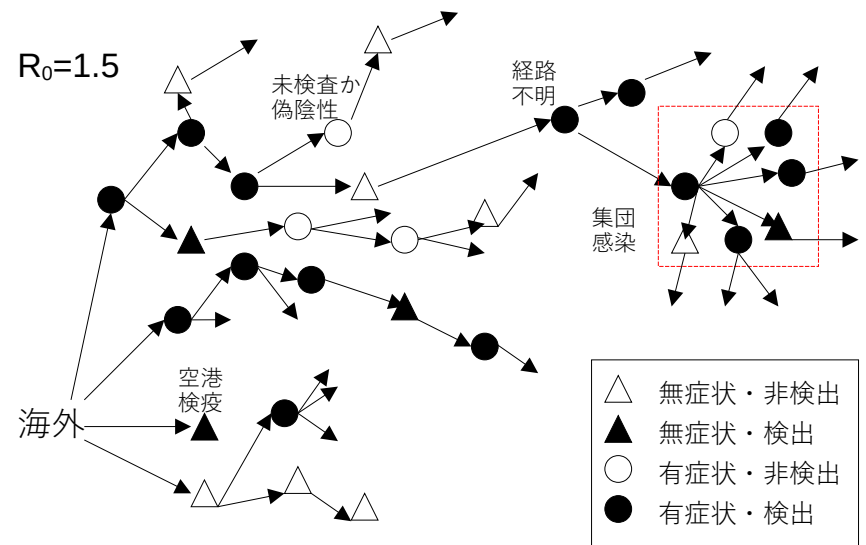 R₀=1.5
未検査か
偽陰性
経路
不明
集団
感染
空港
検疫
海外
無症状・非検出
無症状・検出
有症状・非検出
有症状・検出